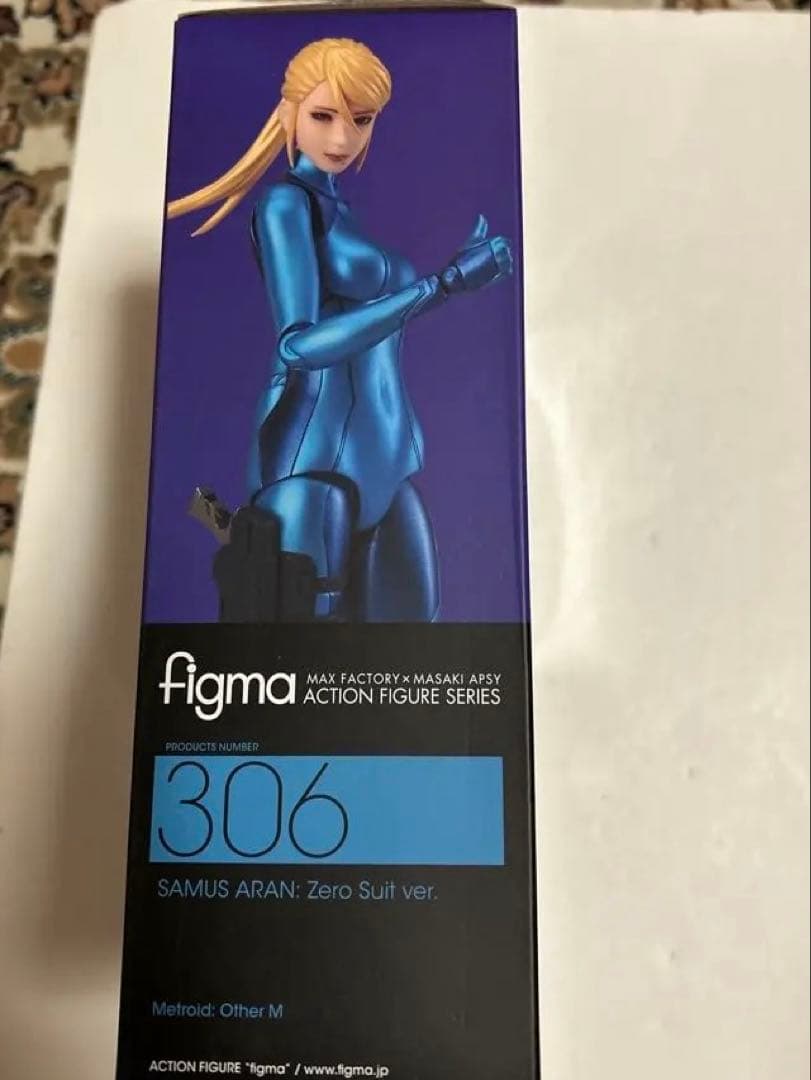 figma
MAX FACTORY×MASAKI APSY
ACTION FIGURE SERIES
PRODUCTS NUMBER
306
SAMUS ARAN: Zero Suit ver.
Metroid: Other M
ACTION FIGURE "figma" / www.figma.jp